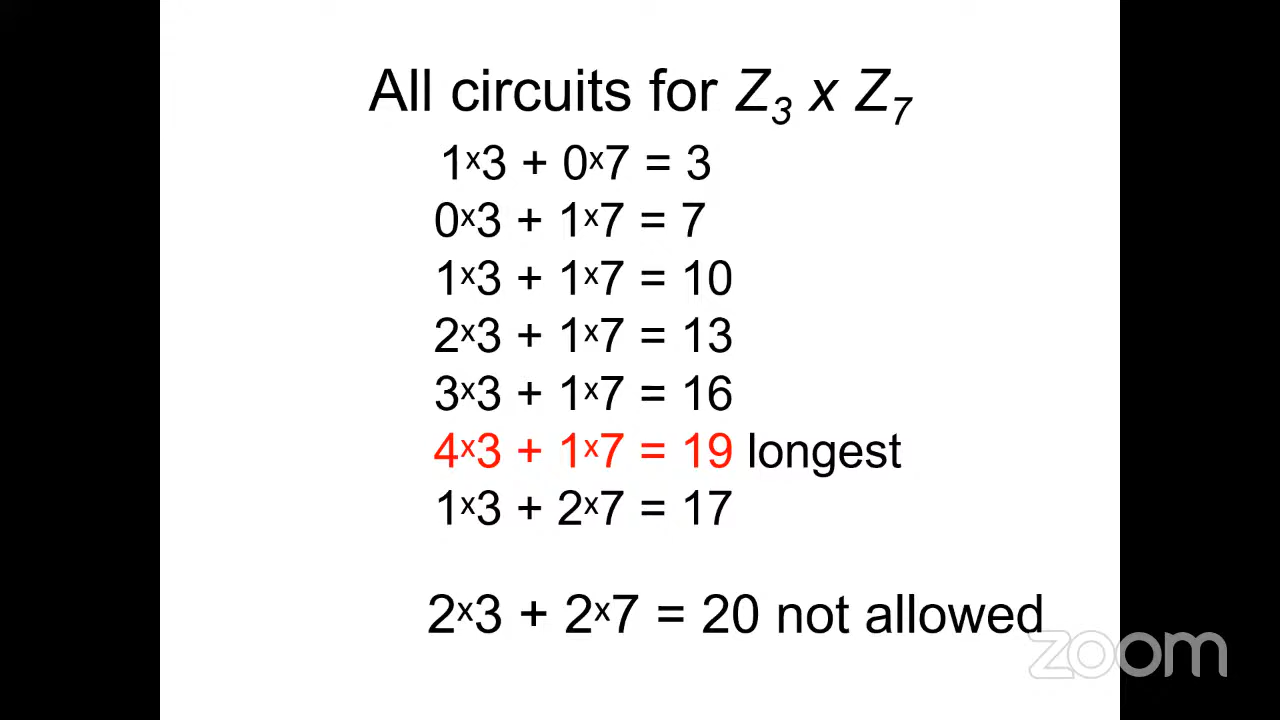 All circuits for Z₃ x Z₇
1ˣ3 + 0ˣ7 = 3
0ˣ3 + 1ˣ7 = 7
1ˣ3 + 1ˣ7 = 10
2ˣ3 + 1ˣ7 = 13
3ˣ3 + 1ˣ7 = 16
4ˣ3 + 1ˣ7 = 19 longest
1ˣ3 + 2ˣ7 = 17
2ˣ3 + 2ˣ7 = 20 not allowed
zoom